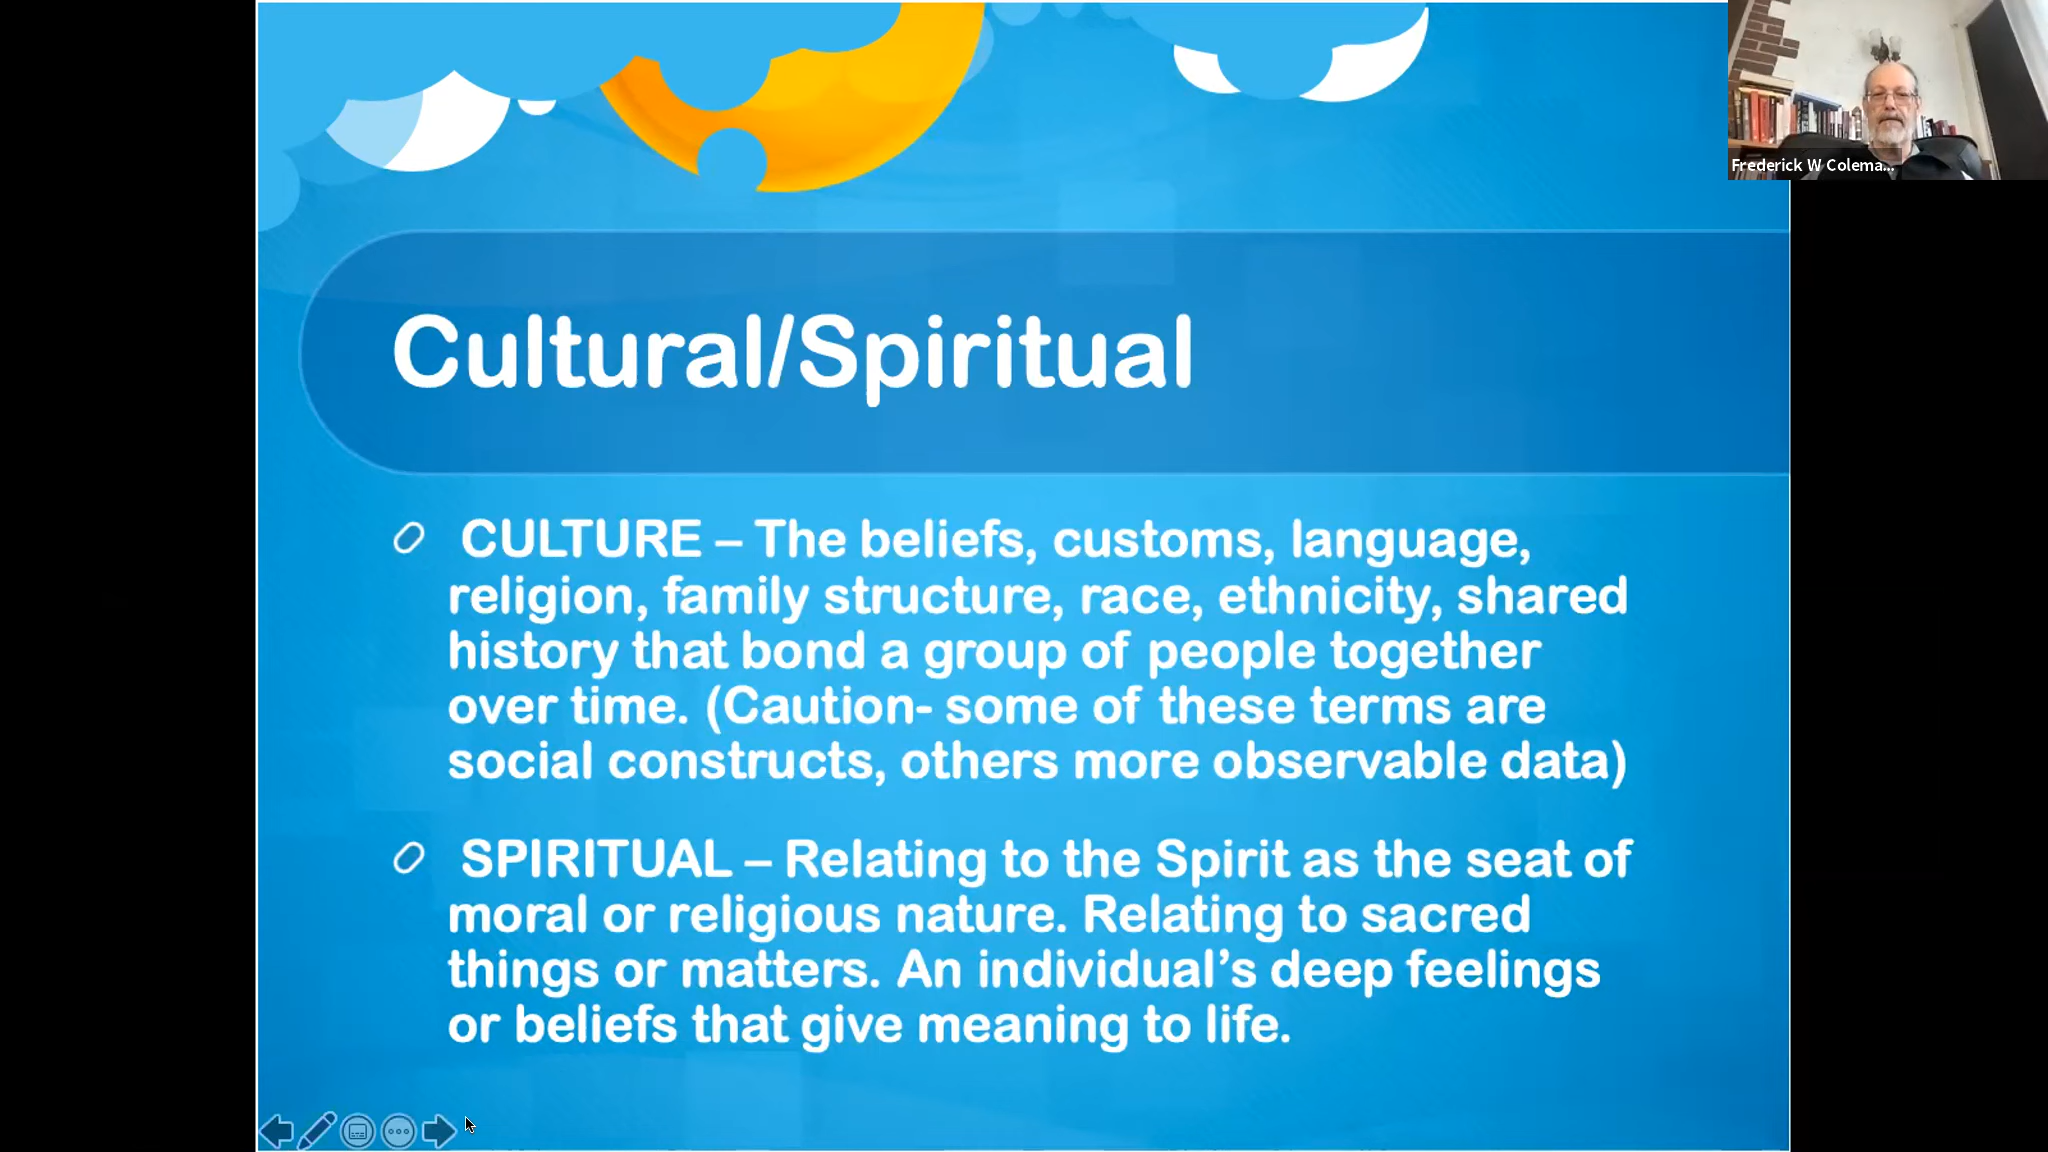 Frederick W Colema...
Cultural/Spiritual
CULTURE – The beliefs, customs, language,
religion, family structure, race, ethnicity, shared
history that bond a group of people together
over time. (Caution- some of these terms are
social constructs, others more observable data)
SPIRITUAL – Relating to the Spirit as the seat of
moral or religious nature. Relating to sacred
things or matters. An individual’s deep feelings
or beliefs that give meaning to life.